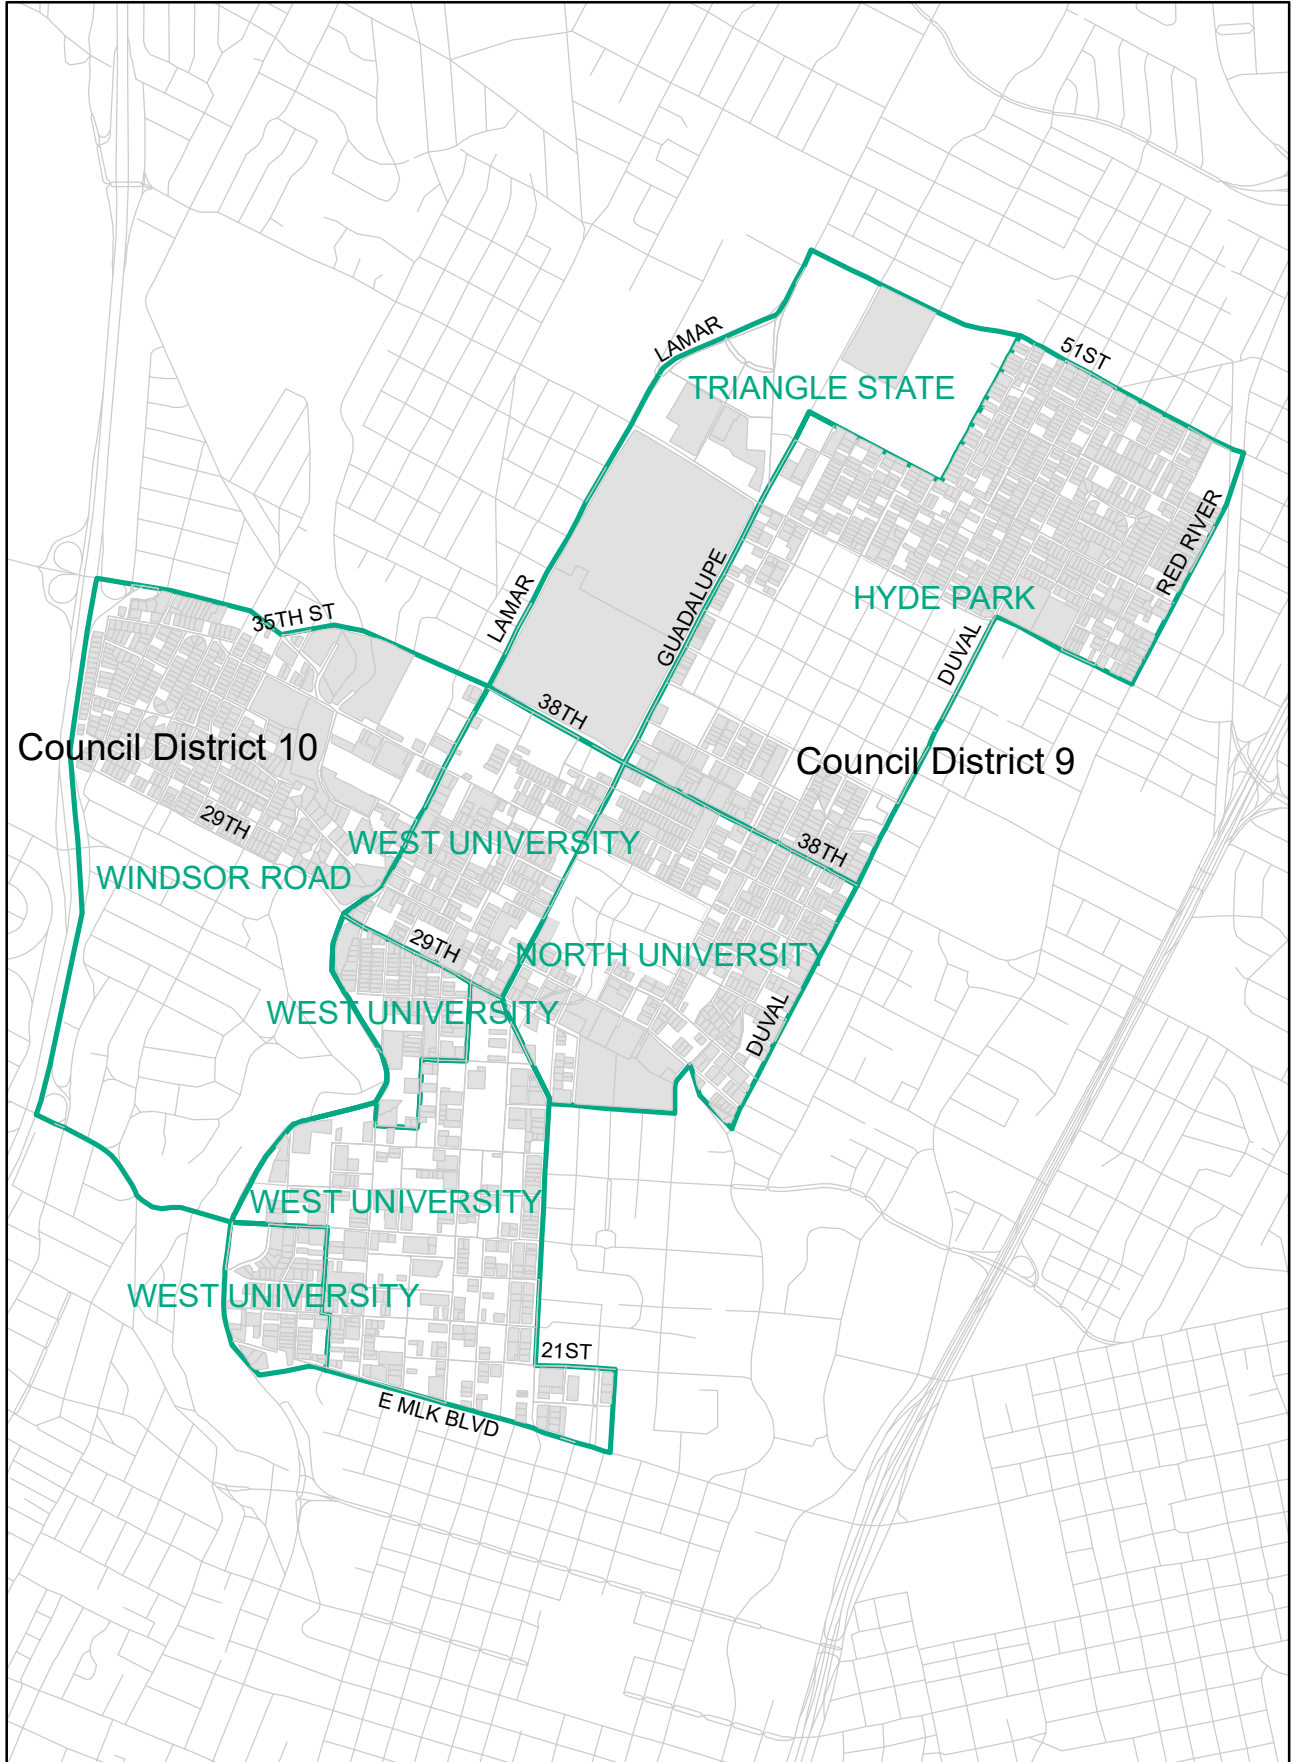 LAMAR
51ST
TRIANGLE STATE
RED RIVER
GUADALUPE
HYDE PARK
LAMAR
35TH ST
DUVAL
38TH
Council District 10
Council District 9
29TH
WEST UNIVERSITY
38TH
WINDSOR ROAD
29TH
NORTH UNIVERSITY
WEST UNIVERSITY
DUVAL
WEST UNIVERSITY
WEST UNIVERSITY
21ST
E MLK BLVD